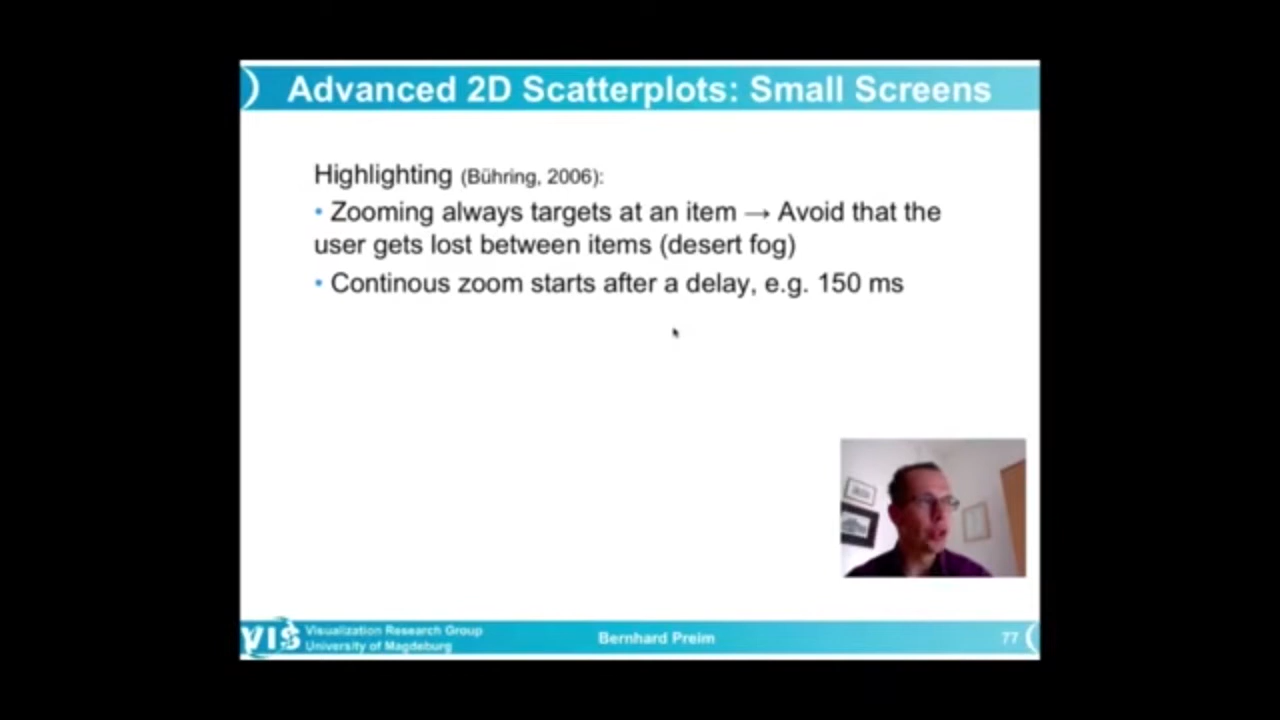 Advanced 2D Scatterplots: Small Screens
Highlighting (Bühring, 2006):
• Zooming always targets at an item → Avoid that the
user gets lost between items (desert fog)
• Continous zoom starts after a delay, e.g. 150 ms
VIS
Visualization Research Group
University of Magdeburg
Bernhard Preim
77